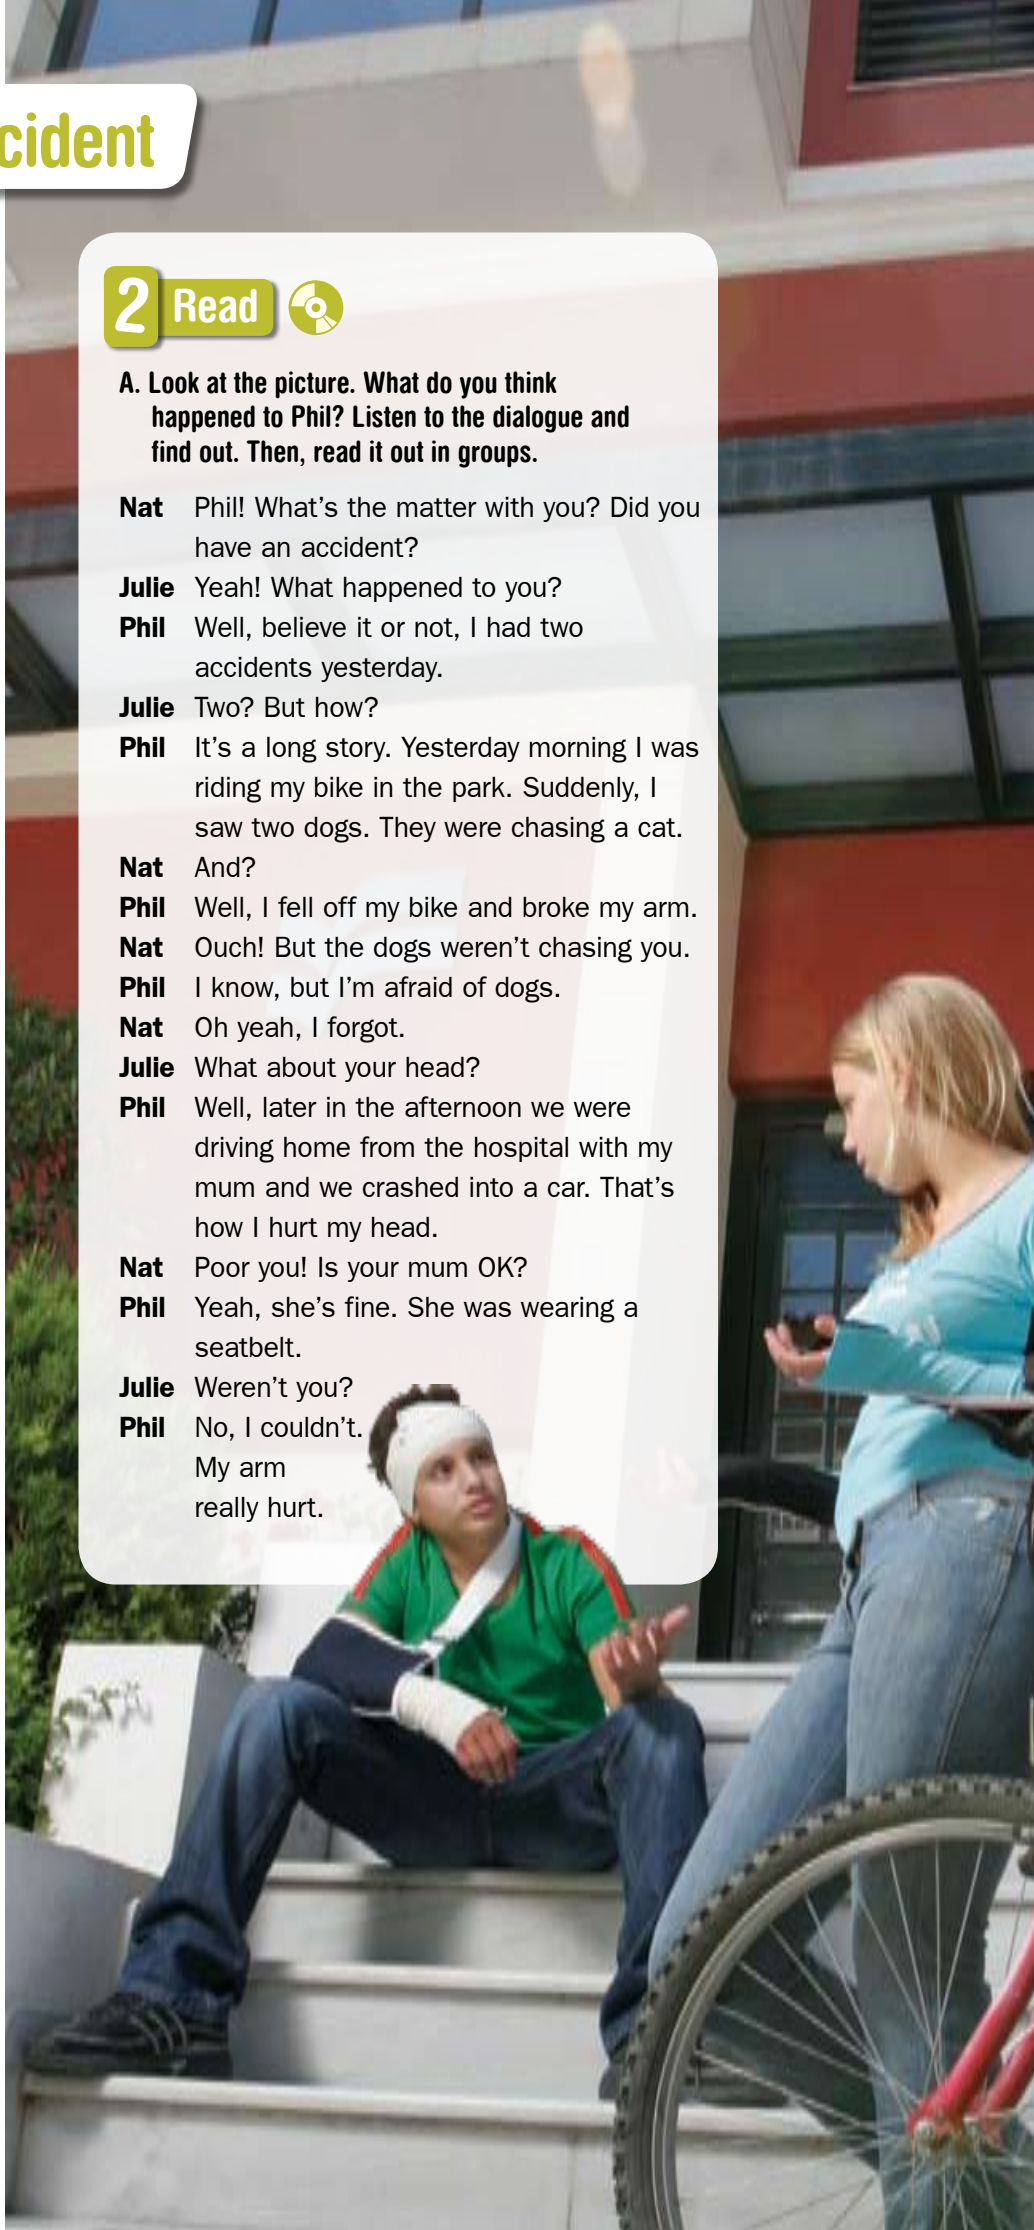 cident
2 Read
A. Look at the picture. What do you think
happened to Phil? Listen to the dialogue and
find out. Then, read it out in groups.
Nat Phil! What's the matter with you? Did you
have an accident?
Julie Yeah! What happened to you?
Phil Well, believe it or not, I had two
accidents yesterday.
Julie Two? But how?
Phil It's a long story. Yesterday morning I was
riding my bike in the park. Suddenly, I
saw two dogs. They were chasing a cat.
Nat And?
Phil Well, I fell off my bike and broke my arm.
Nat Ouch! But the dogs weren't chasing you.
Phil I know, but I'm afraid of dogs.
Nat Oh yeah, I forgot.
Julie What about your head?
Phil Well, later in the afternoon we were
driving home from the hospital with my
mum and we crashed into a car. That's
how I hurt my head.
Nat Poor you! Is your mum OK?
Phil Yeah, she's fine. She was wearing a
seatbelt.
Julie Weren't you?
Phil No, I couldn't.
My arm
really hurt.